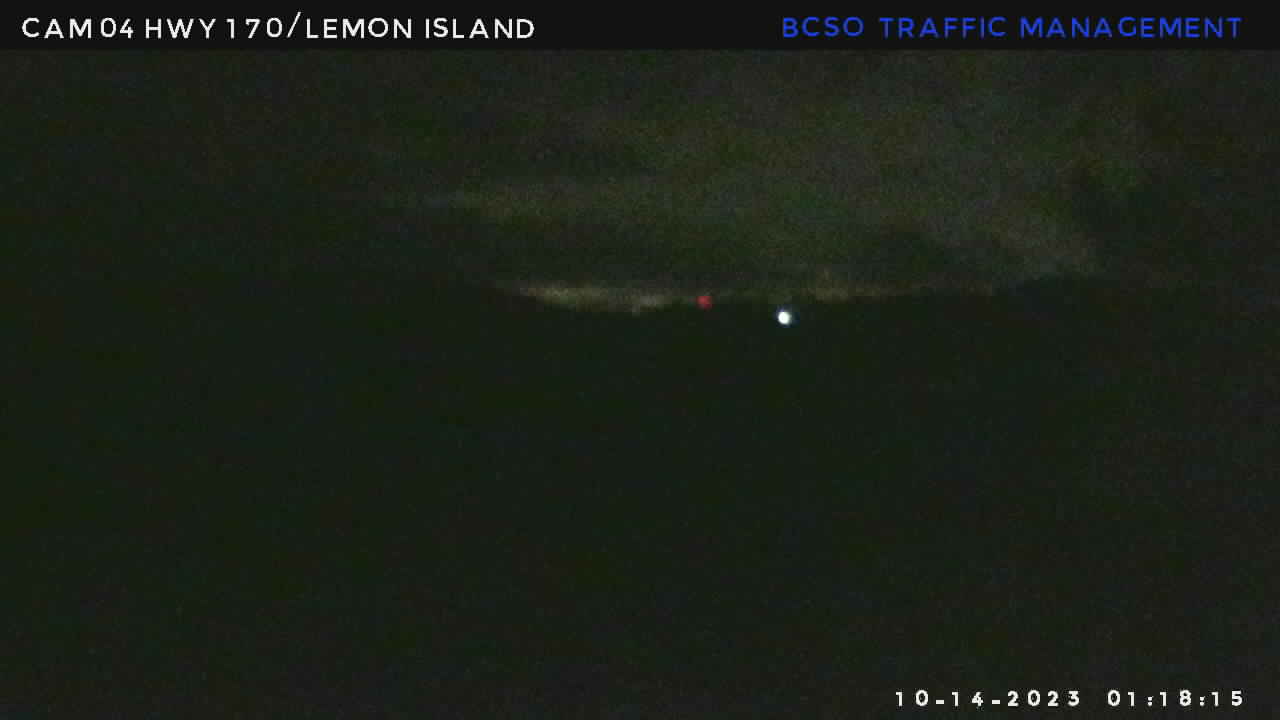 CAM04 HWY 170/LEMON ISLAND
BCSO TRAFFIC MANAGEMENT
10-14-2023 01:18:15